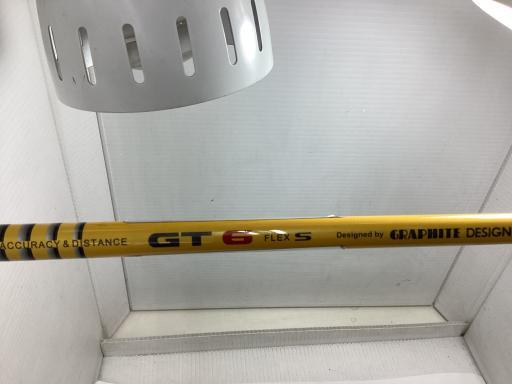 ACCURACY & DISTANCE GT 6 FLEX S Designed by GRAPHITE DESIGN